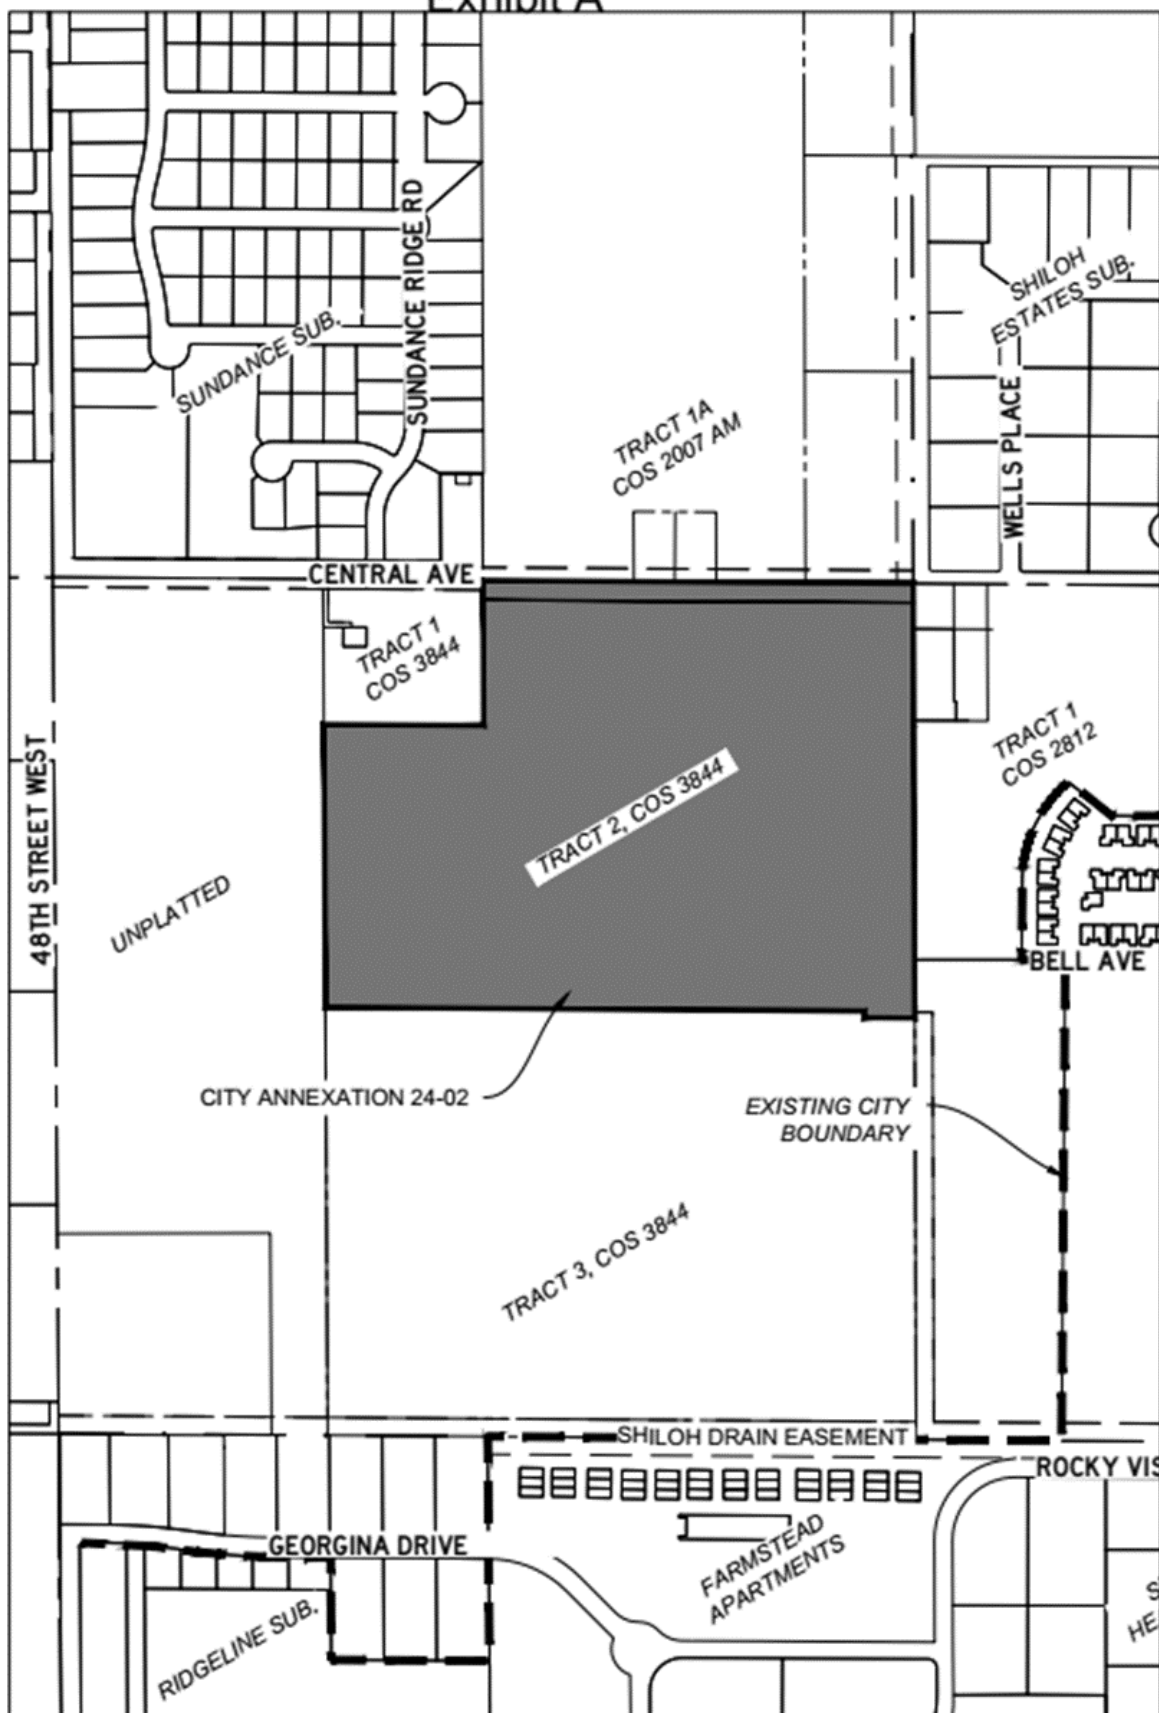 Exhibit A
SUNDANCE RIDGE RD
SUNDANCE SUB.
SHILOH
ESTATES SUB.
WELLS PLACE
TRACT 1A
COS 2007 AM
CENTRAL AVE
TRACT 1
COS 3844
TRACT 1
COS 2812
48TH STREET WEST
TRACT 2, COS 3844
UNPLATTED
BELL AVE
CITY ANNEXATION 24-02
EXISTING CITY
BOUNDARY
TRACT 3, COS 3844
SHILOH DRAIN EASEMENT
ROCKY VIS
GEORGINA DRIVE
FARMSTEAD
APARTMENTS
RIDGELINE SUB.
HE